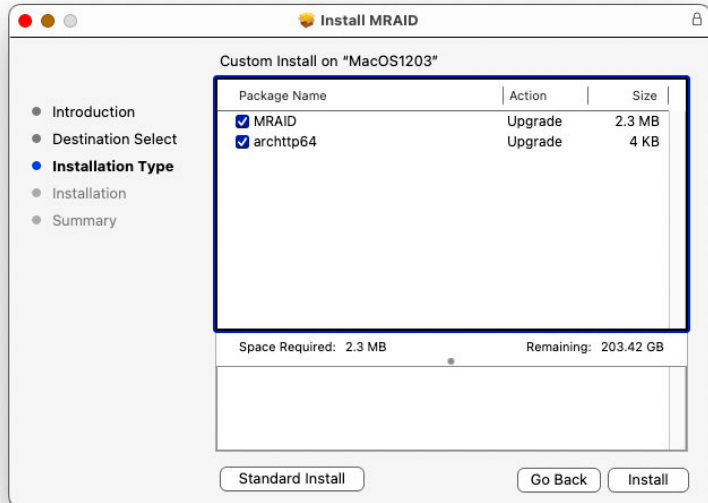 Install MRAID
Custom Install on “MacOS1203”
Introduction
Destination Select
Installation Type
Installation
Summary
Package Name Action Size
MRAID Upgrade 2.3 MB
archttp64 Upgrade 4 KB
Space Required: 2.3 MB Remaining: 203.42 GB
Standard Install Go Back Install